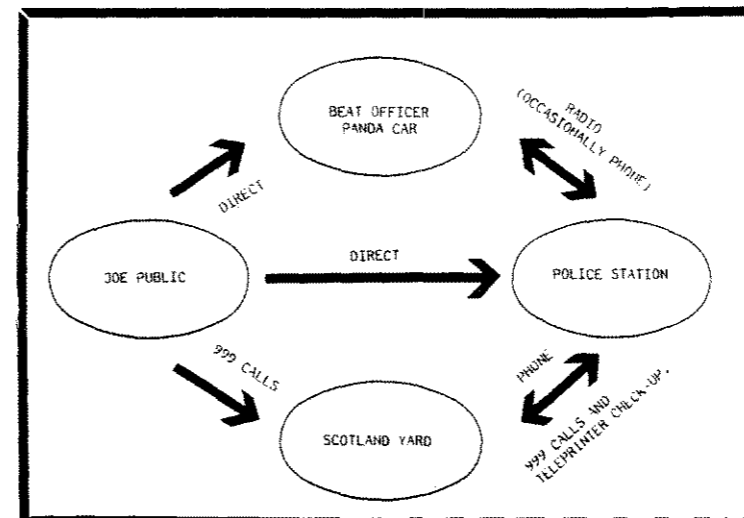 BEAT OFFICER
PANDA CAR
RADIO
(OCCASIONALLY PHONE)
DIRECT
DIRECT
JOE PUBLIC
POLICE STATION
999 CALLS
PHONE
SCOTLAND YARD
999 CALLS AND
TELEPRINTER CHECK-UP.